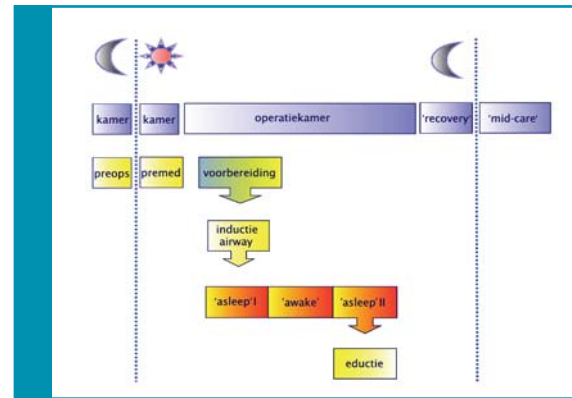 kamer kamer operatiekamer 'recovery' 'mid-care'
preops premed voorbereiding
inductie
airway
'asleep' I 'awake' 'asleep' II
eductie